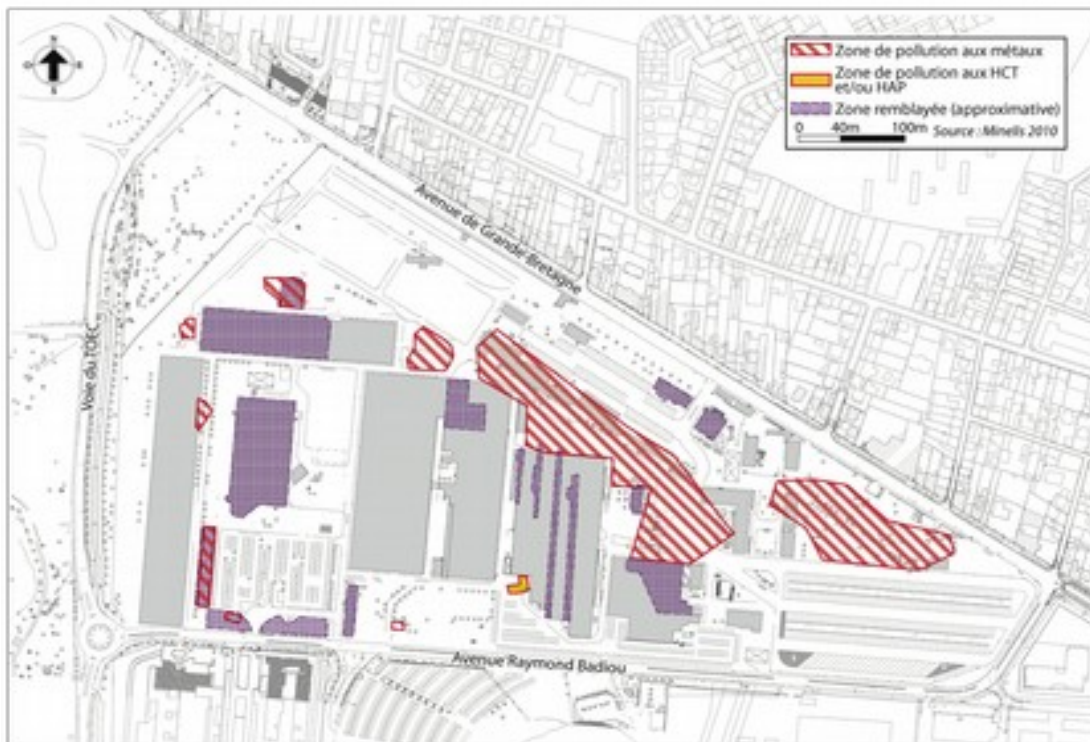 N
O
E
S
Zone de pollution aux métaux
Zone de pollution aux HCT
et/ou HAP
Zone remblayée (approximative)
0 40m 100m Source : Minelis 2010
Avenue de Grande-Bretagne
Voie du TOEC
Avenue Raymond Badiou